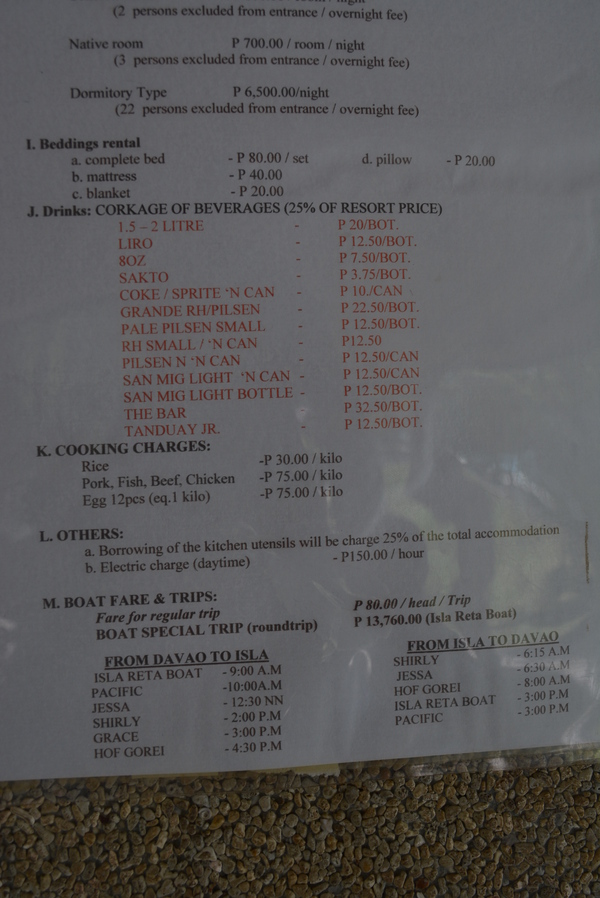 (2 persons excluded from entrance / overnight fee)
Native room P 700.00 / room / night
(3 persons excluded from entrance / overnight fee)
Dormitory Type P 6,500.00/night
(22 persons excluded from entrance / overnight fee)
I. Beddings rental
a. complete bed - P 80.00 / set d. pillow - P 20.00
b. mattress - P 40.00
c. blanket - P 20.00
J. Drinks: CORKAGE OF BEVERAGES (25% OF RESORT PRICE)
1.5 – 2 LITRE - P 20/BOT.
LIRO - P 12.50/BOT.
8OZ - P 7.50/BOT.
SAKTO - P 3.75/BOT.
COKE / SPRITE ‘N CAN - P 10./CAN
GRANDE RH/PILSEN - P 22.50/BOT.
PALE PILSEN SMALL - P 12.50/BOT.
RH SMALL / ‘N CAN - P12.50
PILSEN N ‘N CAN - P 12.50/CAN
SAN MIG LIGHT ‘N CAN - P 12.50/CAN
SAN MIG LIGHT BOTTLE - P 12.50/BOT.
THE BAR P 32.50/BOT.
TANDUAY JR. P 12.50/BOT.
K. COOKING CHARGES:
Rice -P 30.00 / kilo
Pork, Fish, Beef, Chicken -P 75.00 / kilo
Egg 12pcs (eq.1 kilo) -P 75.00 / kilo
L. OTHERS:
a. Borrowing of the kitchen utensils will be charge 25% of the total accommodation
b. Electric charge (daytime) - P150.00 / hour
M. BOAT FARE & TRIPS:
Fare for regular trip P 80.00 / head / Trip
BOAT SPECIAL TRIP (roundtrip) P 13,760.00 (Isla Reta Boat)
FROM DAVAO TO ISLA
ISLA RETA BOAT - 9:00 A.M
PACIFIC -10:00A.M
JESSA - 12:30 NN
SHIRLY - 2:00 P.M
GRACE - 3:00 P.M
HOF GOREI - 4:30 P.M
FROM ISLA TO DAVAO
SHIRLY - 6:15 A.M
JESSA - 6:30 A.M
HOF GOREI - 8:00 A.M
ISLA RETA BOAT - 3:00 P.M
PACIFIC - 3:00 P.M